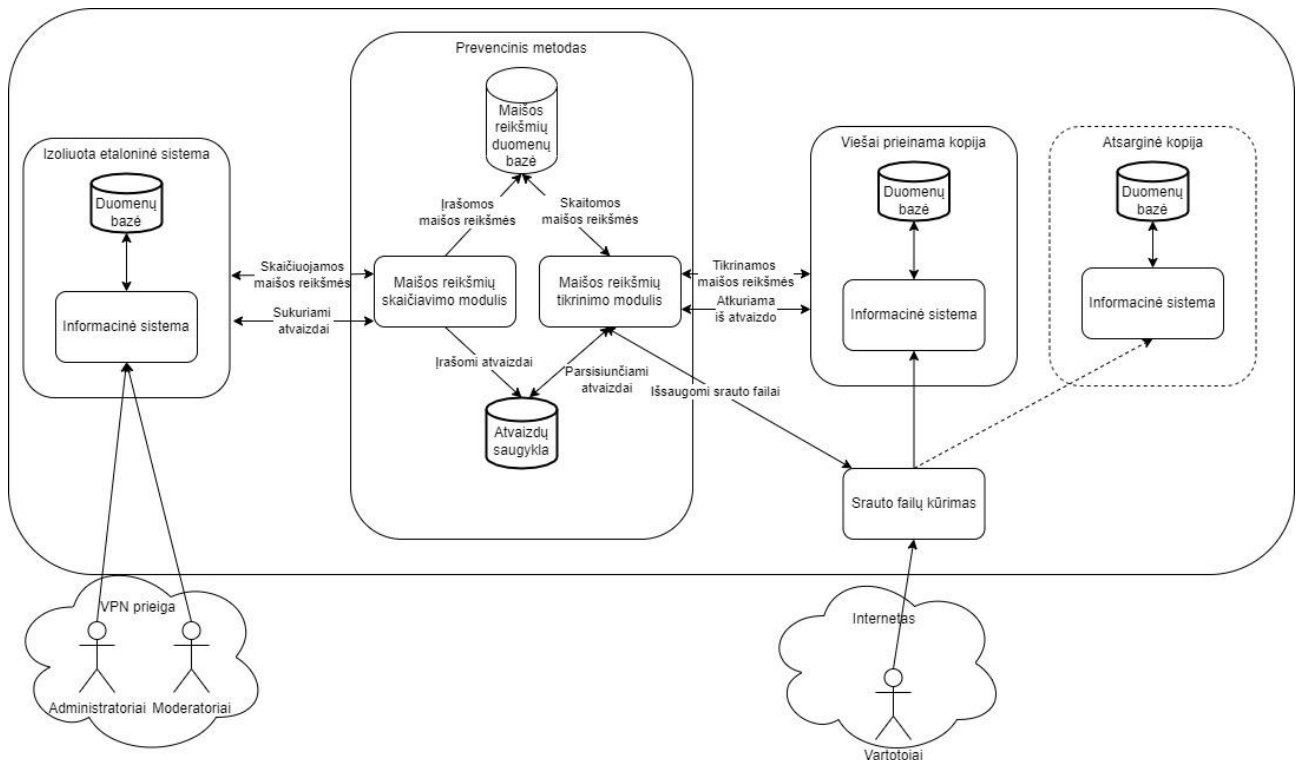 Prevencinis metodas
Maišos
reikšmių
duomenų
bazė
Izoliuota etaloninė sistema
Duomenų
bazė
Informacinė sistema
Skaičiuojamos
maišos reikšmės
Sukuriami
atvaizdai
Įrašomos
maišos reikšmės
Skaitomos
maišos reikšmės
Maišos reikšmių
skaičiavimo modulis
Maišos reikšmių
tikrinimo modulis
Įrašomi atvaizdai
Parsisiunčiami
atvaizdai
Atvaizdų
saugykla
Tikrinamos
maišos reikšmės
Atkuriama
iš atvaizdo
Išsaugomi srauto failai
Viešai prieinama kopija
Duomenų
bazė
Informacinė sistema
Atsarginė kopija
Duomenų
bazė
Informacinė sistema
Srauto failų kūrimas
VPN prieiga
Administratoriai
Moderatoriai
Internetas
Vartotoiai